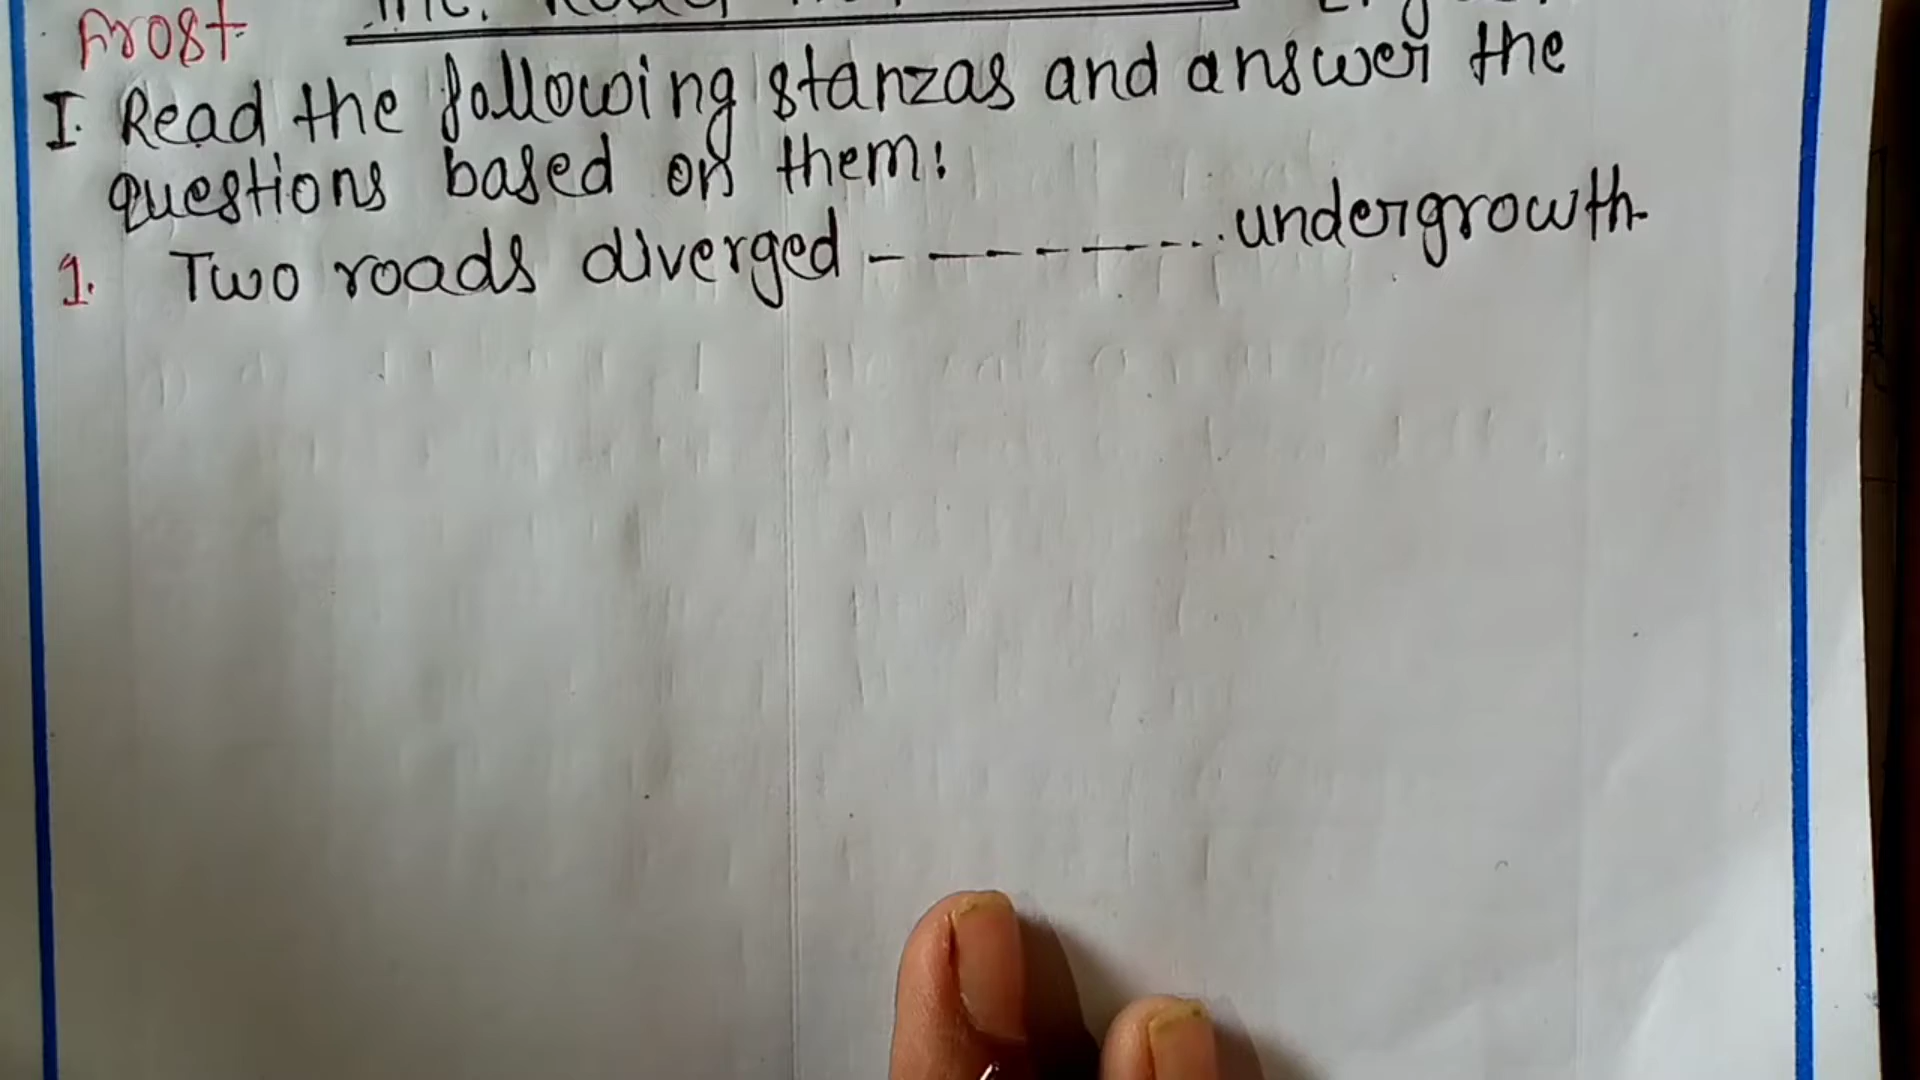 Frost
I. Read the following stanzas and answer the
questions based on them:
1. Two roads diverged - - - - - - - .. undergrowth